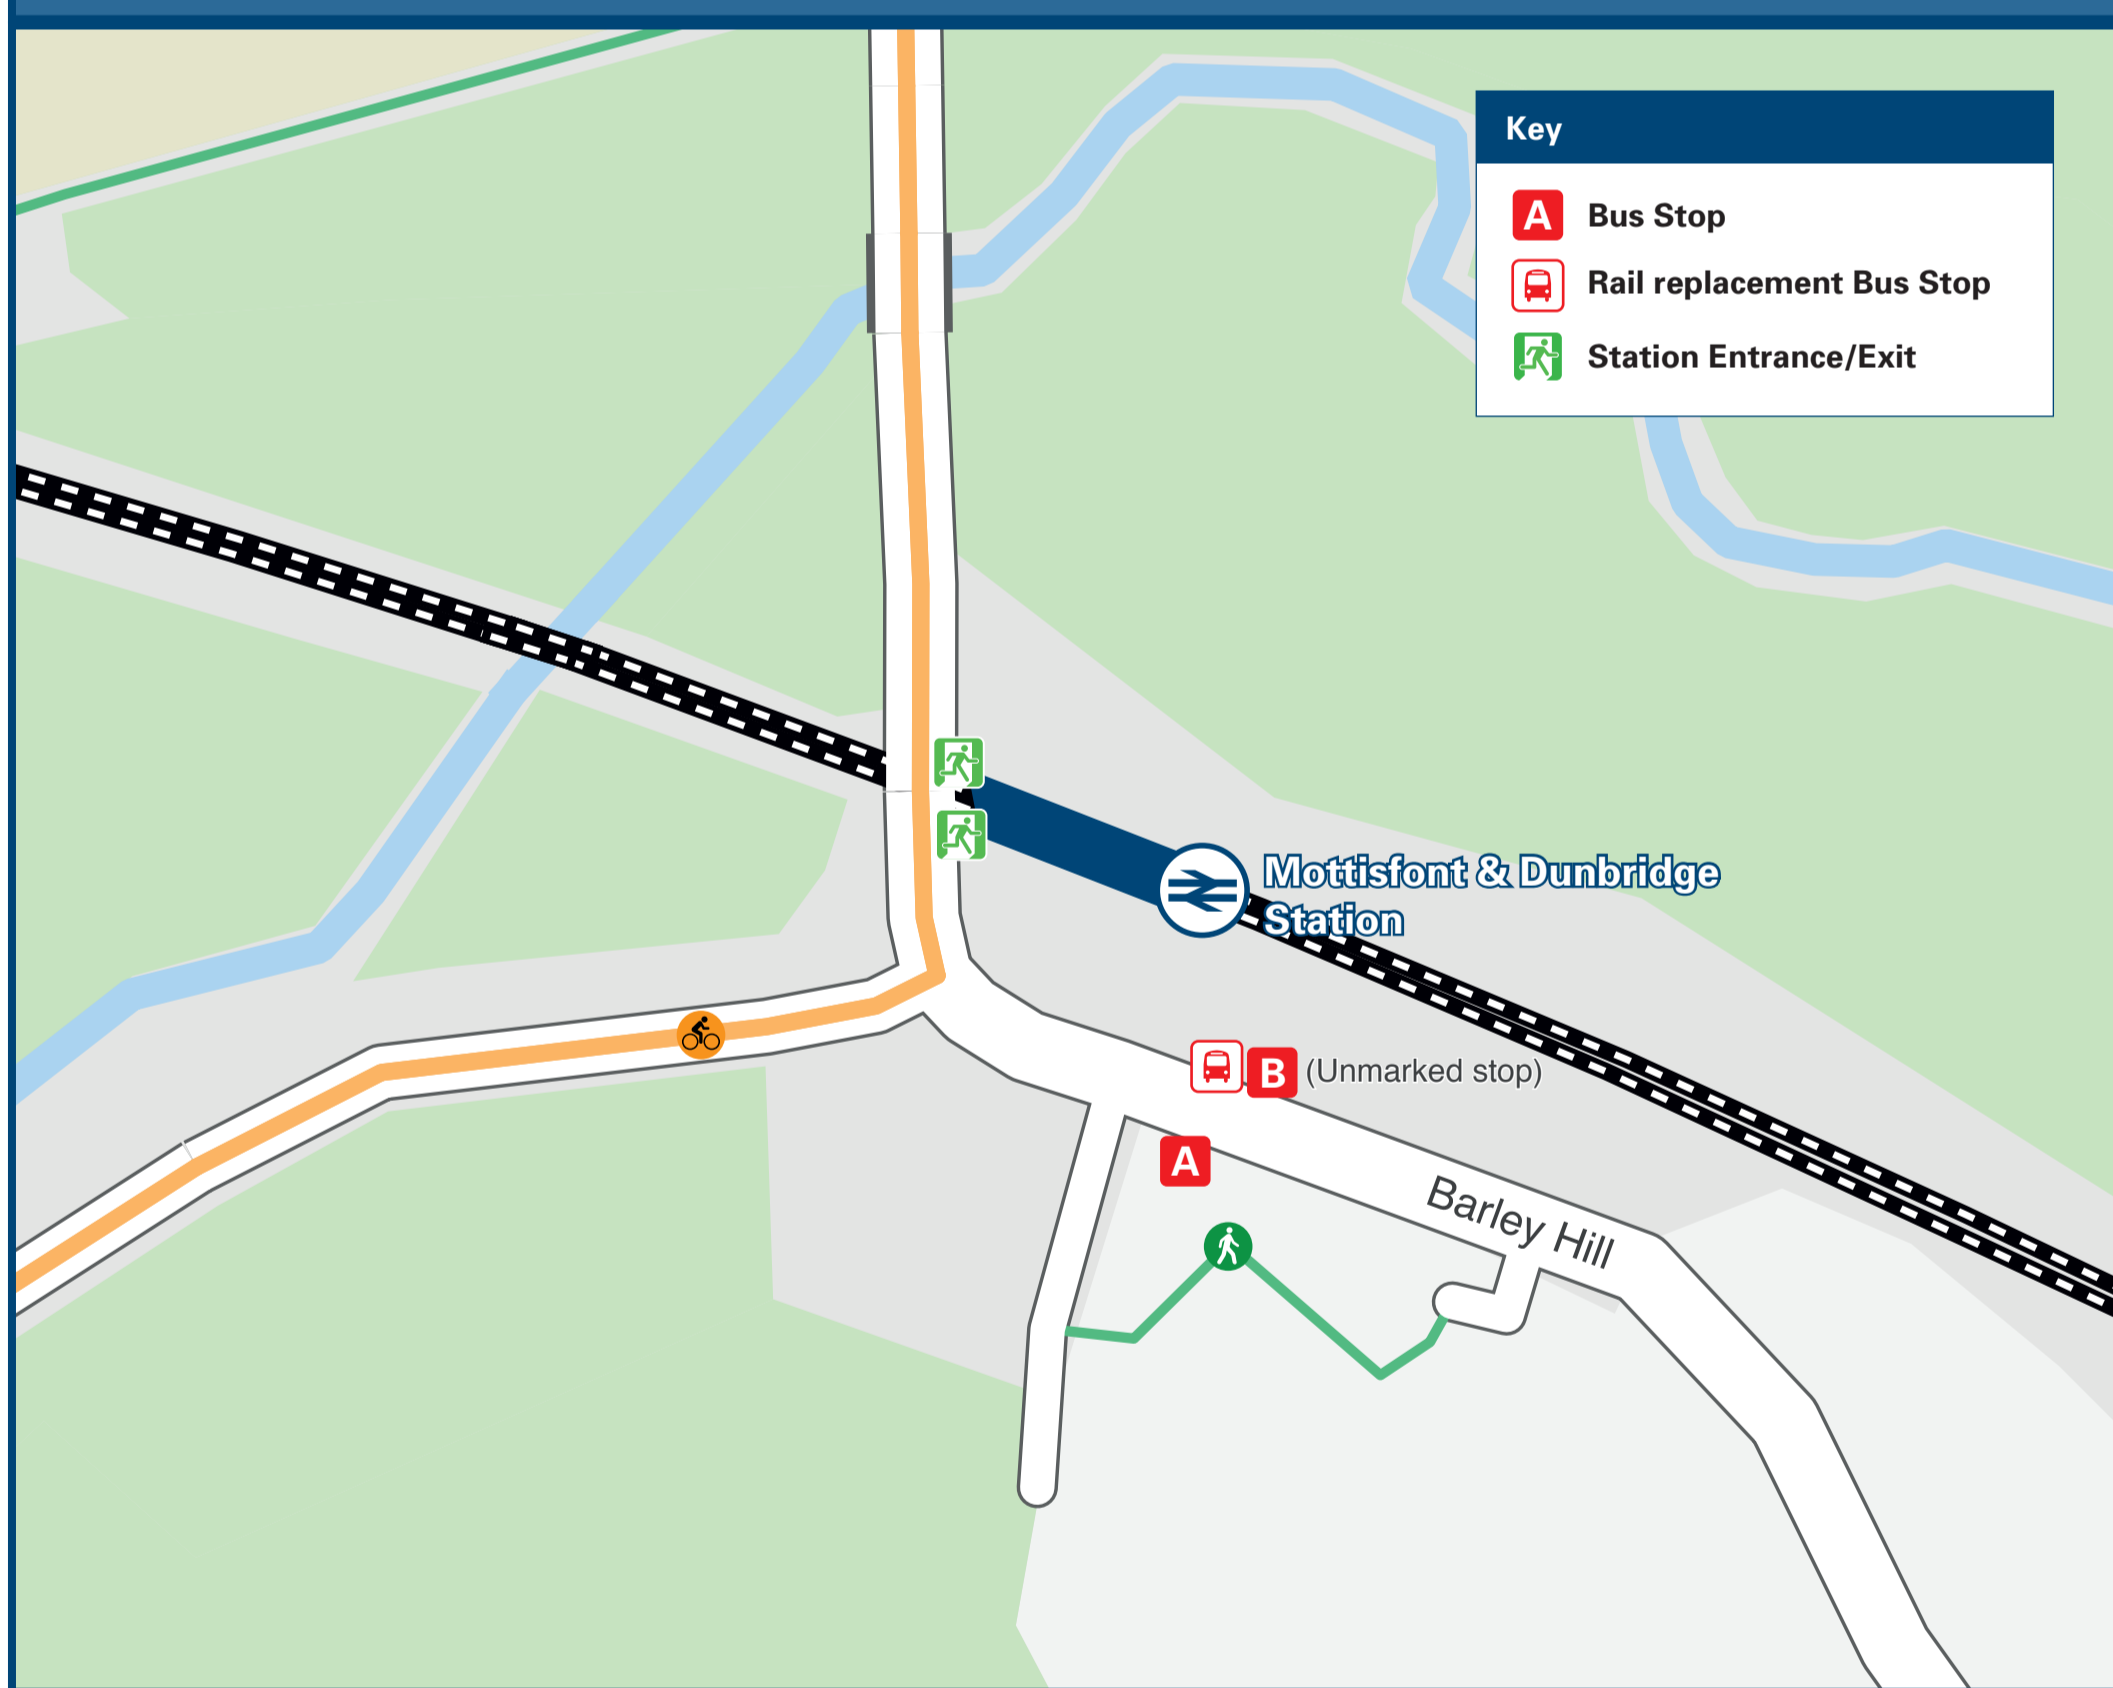 Key
A Bus Stop
Rail replacement Bus Stop
Station Entrance/Exit
Mottisfont & Dunbridge
Station
B (Unmarked stop)
A
Barley Hill